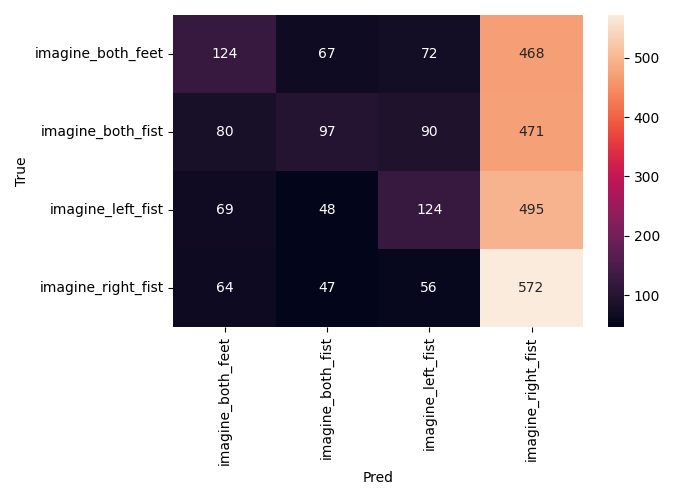 imagine_both_feet 124 67 72 468
imagine_both_fist 80 97 90 471
imagine_left_fist 69 48 124 495
imagine_right_fist 64 47 56 572
True
imagine_both_feet
imagine_both_fist
imagine_left_fist
imagine_right_fist
Pred
500
400
300
200
100